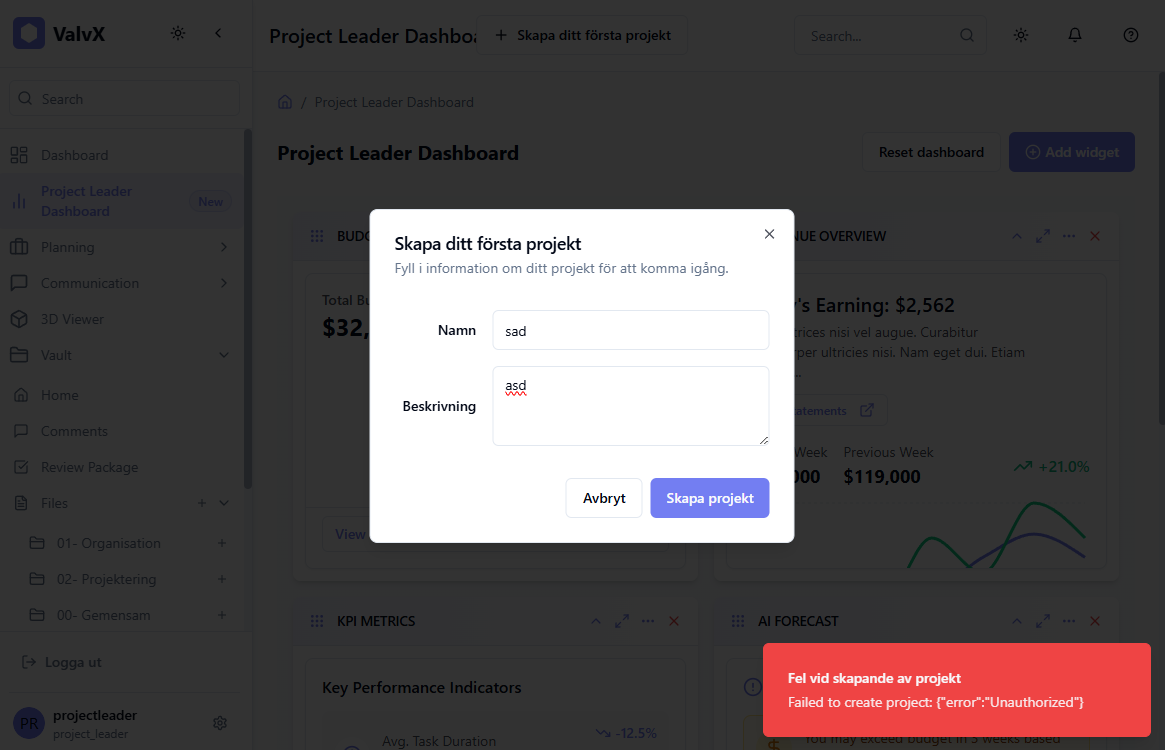 ValvX
Project Leader Dashboa
Skapa ditt första projekt
Search...
Search
Project Leader Dashboard
Dashboard
Project Leader Dashboard
Reset dashboard
Add widget
Project Leader
Dashboard
New
Planning
Communication
3D Viewer
Vault
Home
Comments
Review Package
Files
01- Organisation
02- Projektering
00- Gemensam
Logga ut
PR
projectleader
project_leader
BUDG
NUE OVERVIEW
Total Bu
$32,
View
's Earning: $2,562
trices nisi vel augue. Curabitur
per ultricies nisi. Nam eget dui. Etiam
atements
Week
Previous Week
000
$119,000
+21.0%
Skapa ditt första projekt
Fyll i information om ditt projekt för att komma igång.
Namn
sad
Beskrivning
asd
Avbryt
Skapa projekt
KPI METRICS
AI FORECAST
Key Performance Indicators
Avg. Task Duration
-12.5%
Fel vid skapande av projekt
Failed to create project: {"error":"Unauthorized"}
You may exceed budget in 3 weeks based